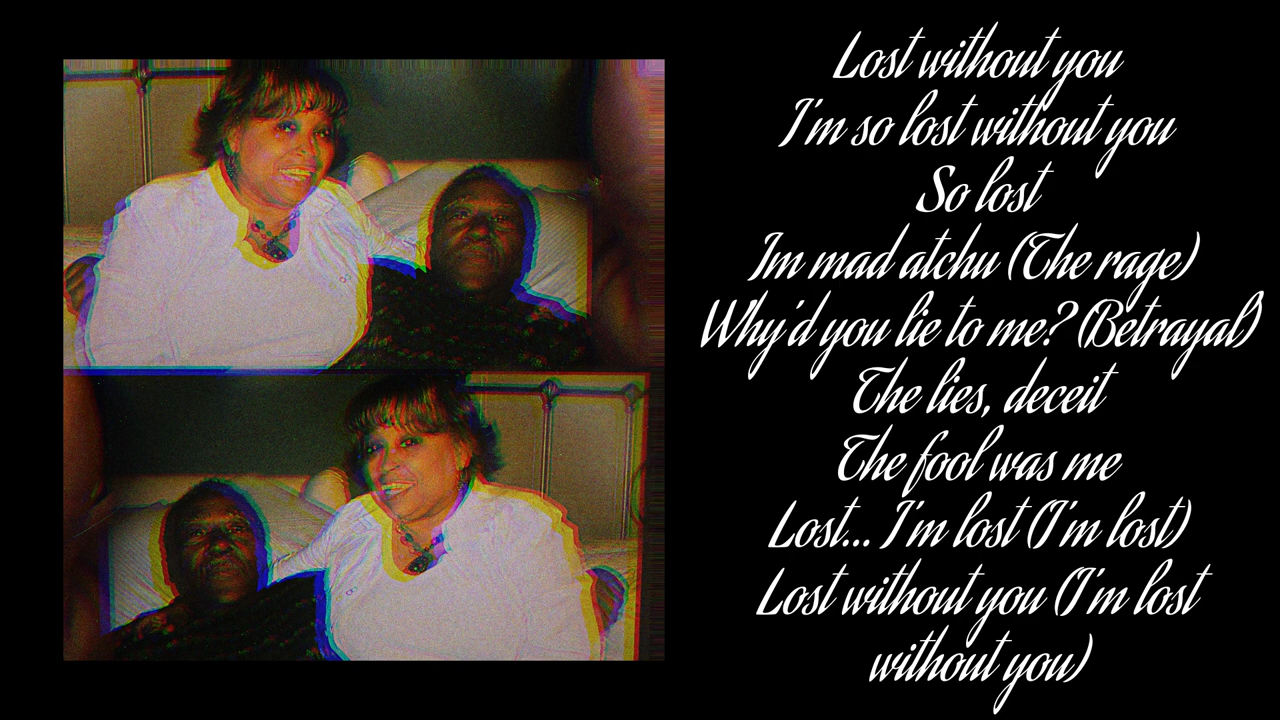 Lost without you
I'm so lost without you
So lost
Im mad atchu (The rage)
Why'd you lie to me? (Betrayal)
The lies, deceit
The fool was me
Lost... I'm lost (I'm lost)
Lost without you (I'm lost
without you)